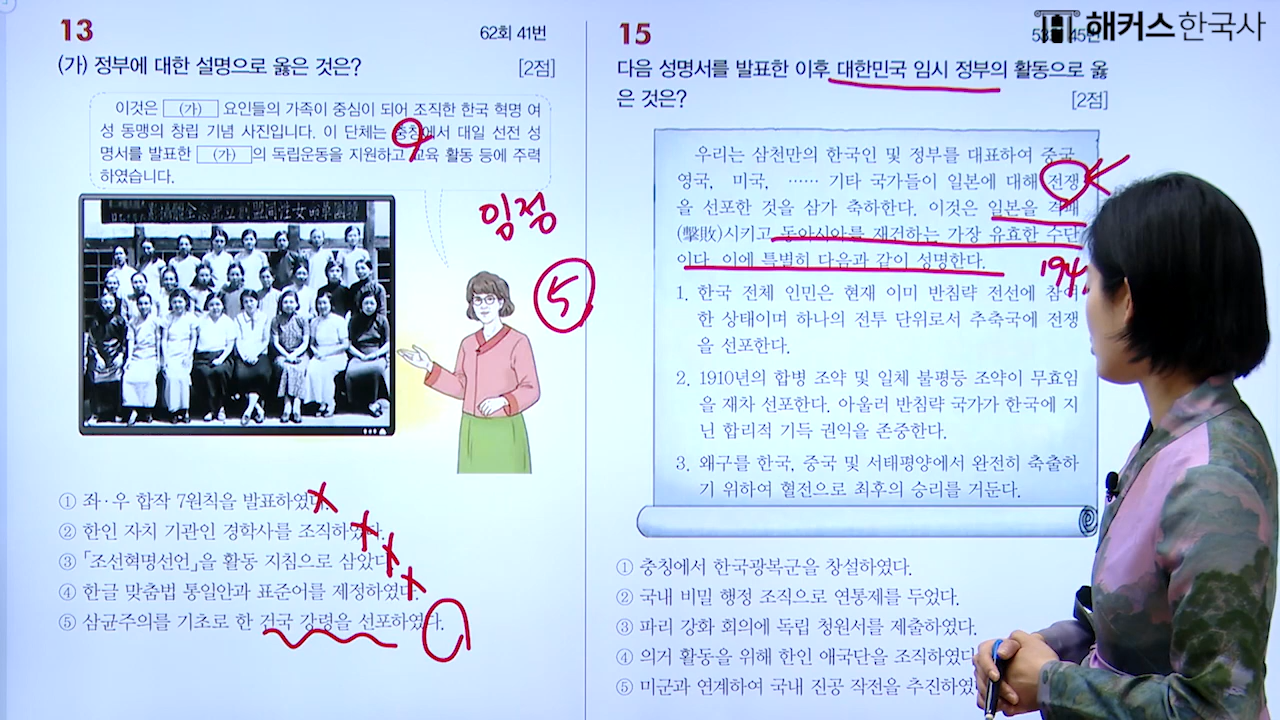 해커스한국사
13
62회 41번
(가) 정부에 대한 설명으로 옳은 것은?
[2점]
이것은 (가) 요인들의 가족이 중심이 되어 조직한 한국 혁명 여
성 동맹의 창립 기념 사진입니다. 이 단체는 충칭에서 대일 선전 성
명서를 발표한 (가) 의 독립운동을 지원하고 교육 활동 등에 주력
하였습니다.
임정
⑤
① 좌·우 합작 7원칙을 발표하였다.
② 한인 자치 기관인 경학사를 조직하였다.
③ 「조선혁명선언」을 활동 지침으로 삼았다.
④ 한글 맞춤법 통일안과 표준어를 제정하였다.
⑤ 삼균주의를 기초로 한 건국 강령을 선포하였다.
15
45번
다음 성명서를 발표한 이후 대한민국 임시 정부의 활동으로 옳
은 것은?
[2점]
우리는 삼천만의 한국인 및 정부를 대표하여 중국,
영국, 미국, …… 기타 국가들이 일본에 대해 전쟁
을 선포한 것을 삼가 축하한다. 이것은 일본을 격패
(擊敗)시키고 동아시아를 재건하는 가장 유효한 수단
이다. 이에 특별히 다음과 같이 성명한다.
194
1. 한국 전체 인민은 현재 이미 반침략 전선에 참여
한 상태이며 하나의 전투 단위로서 추축국에 전쟁
을 선포한다.
2. 1910년의 합병 조약 및 일체 불평등 조약이 무효임
을 재차 선포한다. 아울러 반침략 국가가 한국에 지
닌 합리적 기득 권익을 존중한다.
3. 왜구를 한국, 중국 및 서태평양에서 완전히 축출하
기 위하여 혈전으로 최후의 승리를 거둔다.
① 충칭에서 한국광복군을 창설하였다.
② 국내 비밀 행정 조직으로 연통제를 두었다.
③ 파리 강화 회의에 독립 청원서를 제출하였다.
④ 의거 활동을 위해 한인 애국단을 조직하였다
⑤ 미군과 연계하여 국내 진공 작전을 추진하였